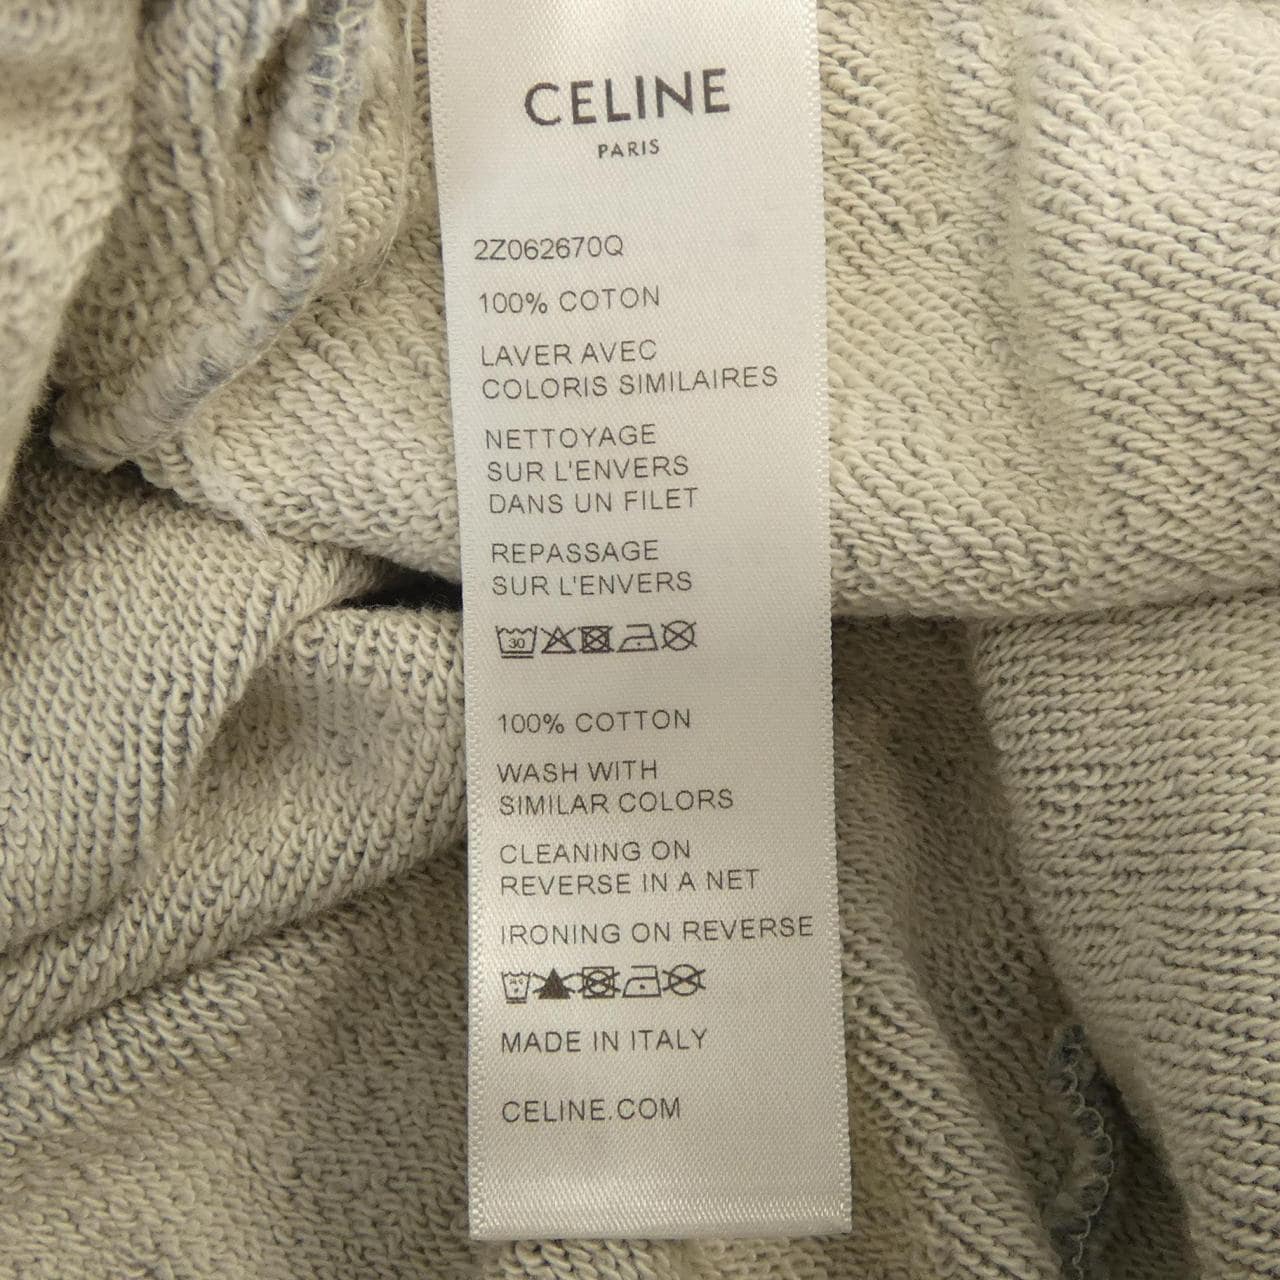 CELINE
PARIS
2Z062670Q
100% COTON
LAVER AVEC
COLORIS SIMILAIRES
NETTOYAGE
SUR L'ENVERS
DANS UN FILET
REPASSAGE
SUR L'ENVERS
30
100% COTTON
WASH WITH
SIMILAR COLORS
CLEANING ON
REVERSE IN A NET
IRONING ON REVERSE
MADE IN ITALY
CELINE.COM